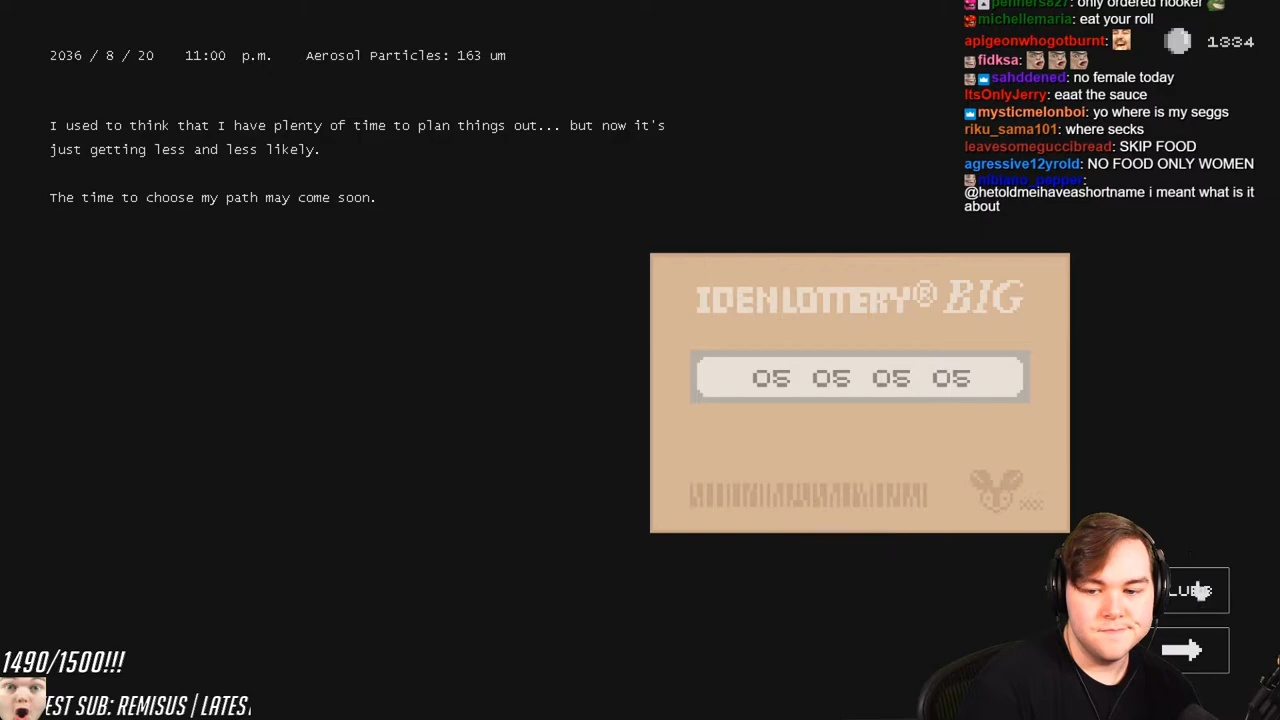 penners827: only ordered hooker
michellemaria: eat your roll
apigeonwhogotburnt:
fidksa:
sahddened: no female today
ItsOnlyJerry: eaat the sauce
mysticmelonboi: yo where is my seggs
riku_sama101: where secks
leavesomeguccibread: SKIP FOOD
agressive12yrold: NO FOOD ONLY WOMEN
@hetoldmeihaveashortname i meant what is it
about
1334
2036 / 8 / 20 11:00 p.m. Aerosol Particles: 163 um
I used to think that I have plenty of time to plan things out... but now it's
just getting less and less likely.
The time to choose my path may come soon.
IDEN LOTTERY® BIG
05 05 05 05
1490/1500!!!
EST SUB: REMISUS | LATES